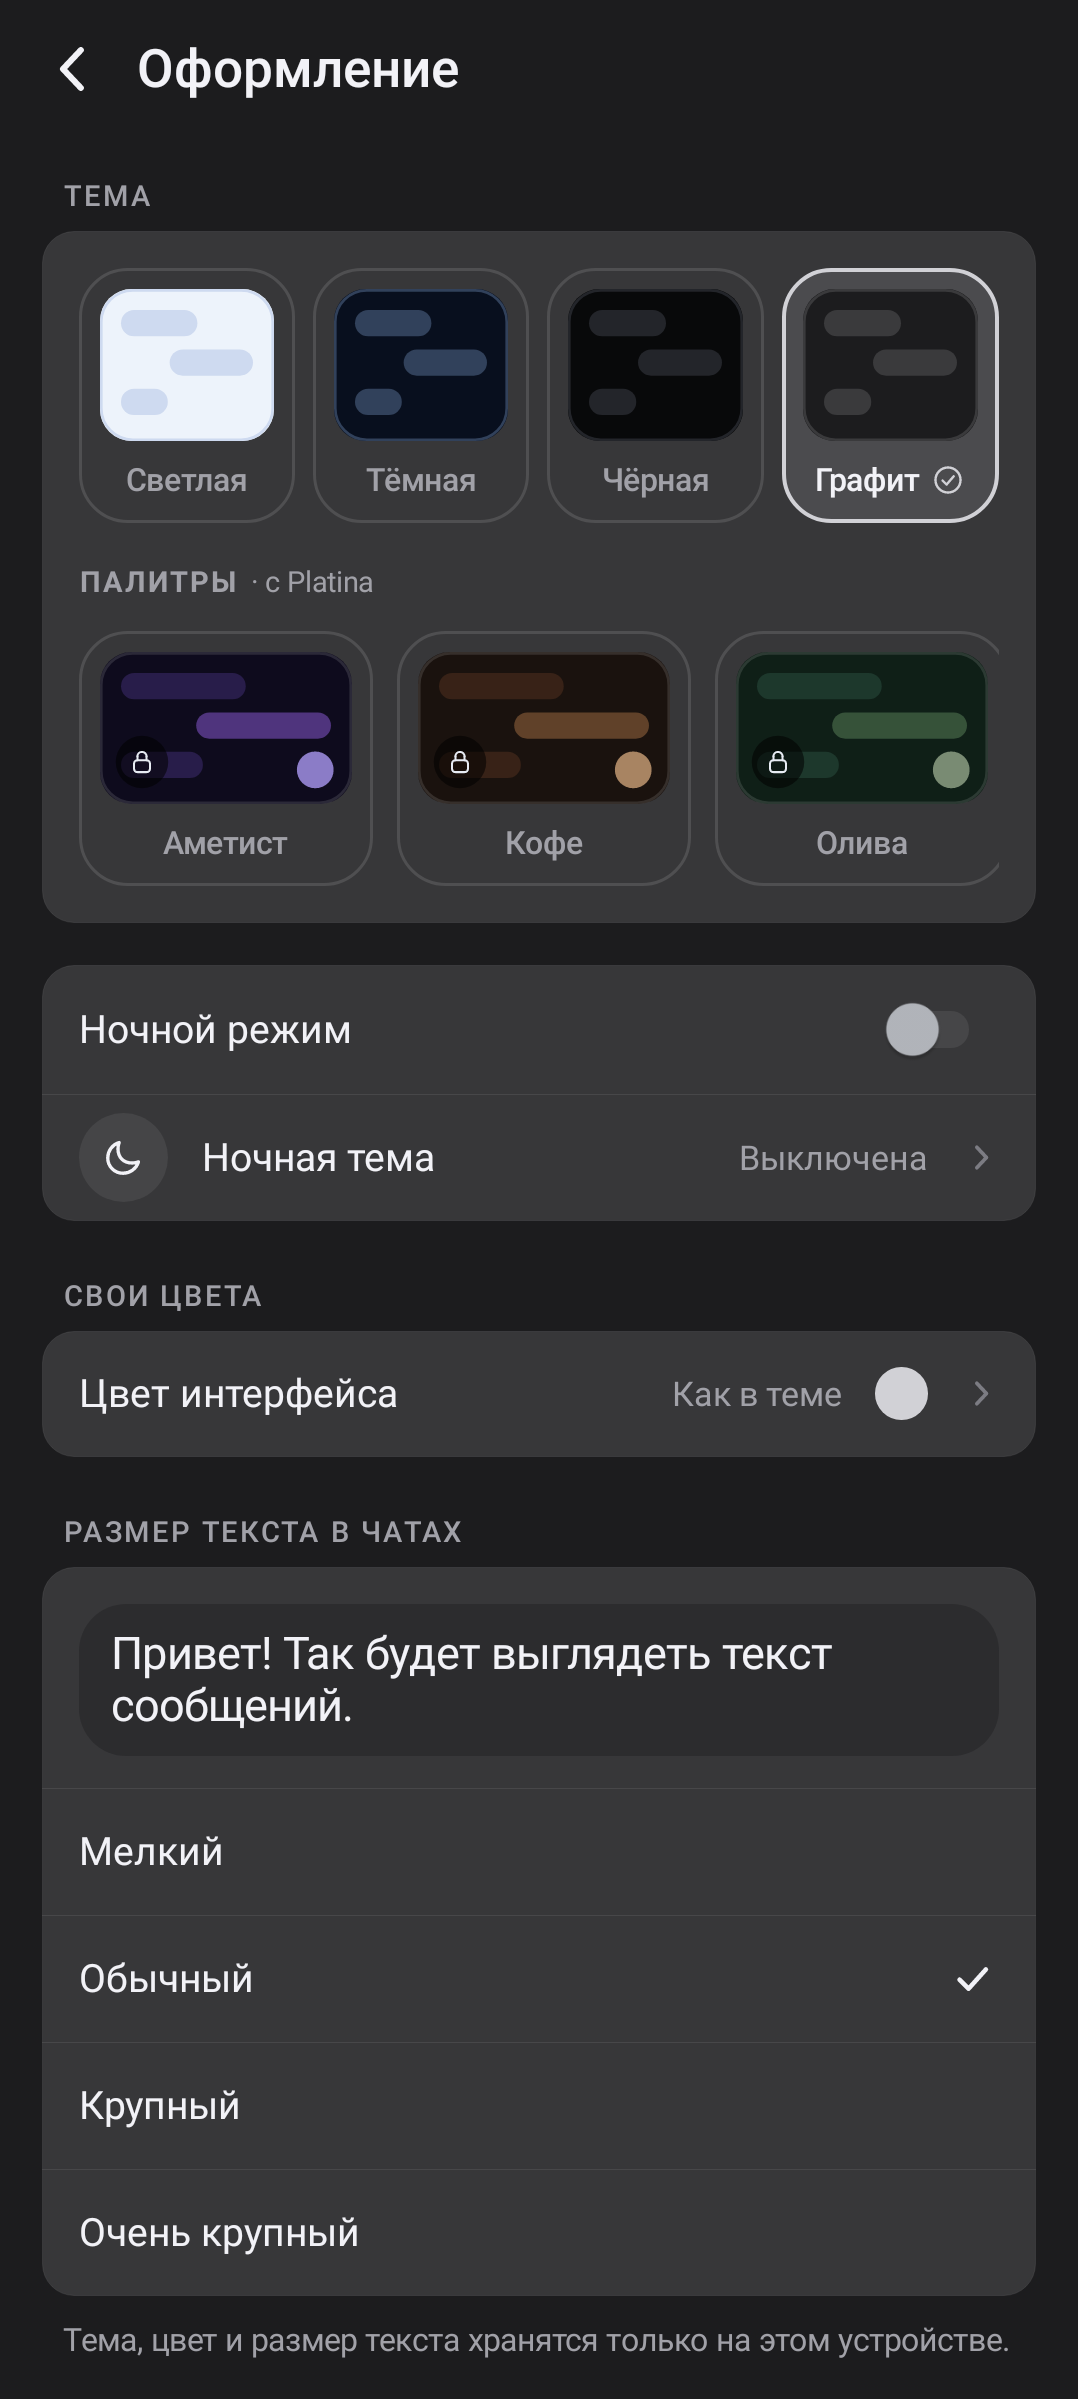 Оформление
ТЕМА
Светлая
Тёмная
Чёрная
Графит
ПАЛИТРЫ · с Platina
Аметист
Кофе
Олива
Ночной режим
Ночная тема
Выключена
СВОИ ЦВЕТА
Цвет интерфейса
Как в теме
РАЗМЕР ТЕКСТА В ЧАТАХ
Привет! Так будет выглядеть текст
сообщений.
Мелкий
Обычный
Крупный
Очень крупный
Тема, цвет и размер текста хранятся только на этом устройстве.